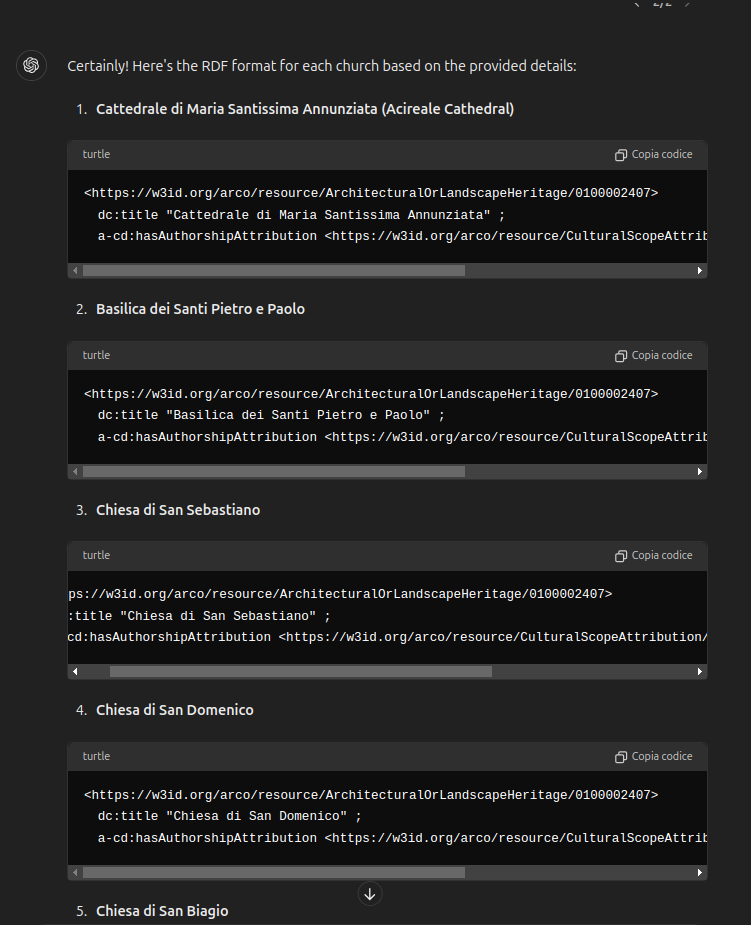 Certainly! Here's the RDF format for each church based on the provided details:
1. Cattedrale di Maria Santissima Annunziata (Acireale Cathedral)
turtle Copia codice
<https://w3id.org/arco/resource/ArchitecturalOrLandscapeHeritage/0100002407>
dc:title "Cattedrale di Maria Santissima Annunziata" ;
a-cd:hasAuthorshipAttribution <https://w3id.org/arco/resource/CulturalScopeAttrib
2. Basilica dei Santi Pietro e Paolo
turtle Copia codice
<https://w3id.org/arco/resource/ArchitecturalOrLandscapeHeritage/0100002407>
dc:title "Basilica dei Santi Pietro e Paolo" ;
a-cd:hasAuthorshipAttribution <https://w3id.org/arco/resource/CulturalScopeAttrib
3. Chiesa di San Sebastiano
turtle Copia codice
ps://w3id.org/arco/resource/ArchitecturalOrLandscapeHeritage/0100002407>
:title "Chiesa di San Sebastiano" ;
cd:hasAuthorshipAttribution <https://w3id.org/arco/resource/CulturalScopeAttribution/
4. Chiesa di San Domenico
turtle Copia codice
<https://w3id.org/arco/resource/ArchitecturalOrLandscapeHeritage/0100002407>
dc:title "Chiesa di San Domenico" ;
a-cd:hasAuthorshipAttribution <https://w3id.org/arco/resource/CulturalScopeAttrib
5. Chiesa di San Biagio